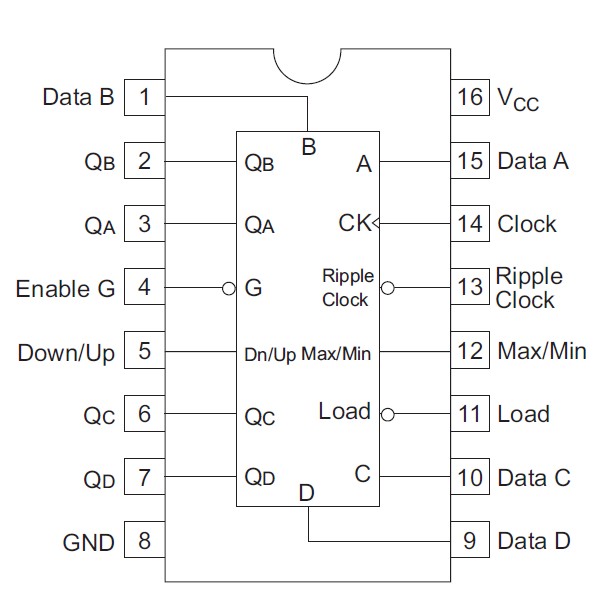 Data B 1 16 VCC
B
QB 2 QB A 15 Data A
QA 3 QA CK 14 Clock
Enable G 4 G Ripple Clock 13 Ripple Clock
Down/Up 5 Dn/Up Max/Min 12 Max/Min
QC 6 QC Load 11 Load
QD 7 QD C 10 Data C
D
GND 8 9 Data D